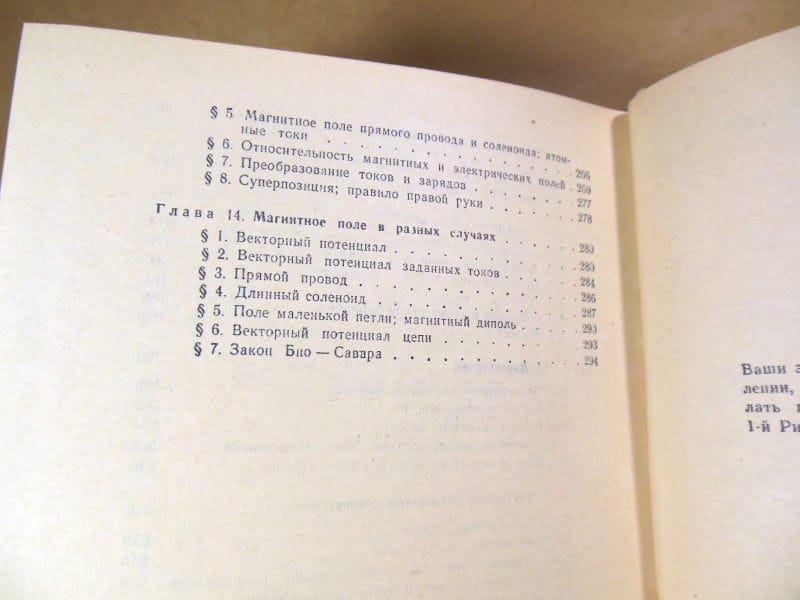 § 5. Магнитное поле прямого провода и соленоида; атом-
ные токи . . . . . . . . . . . . . . . 266
§ 6. Относительность магнитных и электрических полей . 269
§ 7. Преобразование токов и зарядов . . . . . . . 277
§ 8. Суперпозиция; правило правой руки . . . . . . 278
Глава 14. Магнитное поле в разных случаях . . . . . . 280
§ 1. Векторный потенциал . . . . . . . . . . . 280
§ 2. Векторный потенциал заданных токов . . . . . . 284
§ 3. Прямой провод . . . . . . . . . . . . 286
§ 4. Длинный соленоид . . . . . . . . . . . 287
§ 5. Поле маленькой петли; магнитный диполь . . . . . 290
§ 6. Векторный потенциал цепи . . . . . . . . . 293
§ 7. Закон Био — Савара . . . . . . . . . . . 294
Ваши
лении,
лать
1-й